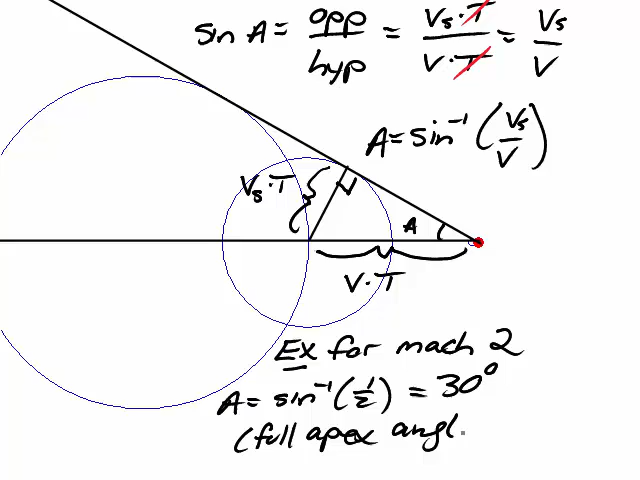 sin A = opp/hyp = Vs·T/V·T = Vs/V
A = sin⁻¹(Vs/V)
Vs·T
A
V·T
Ex for mach 2
A = sin⁻¹(1/2) = 30°
(full apex angl